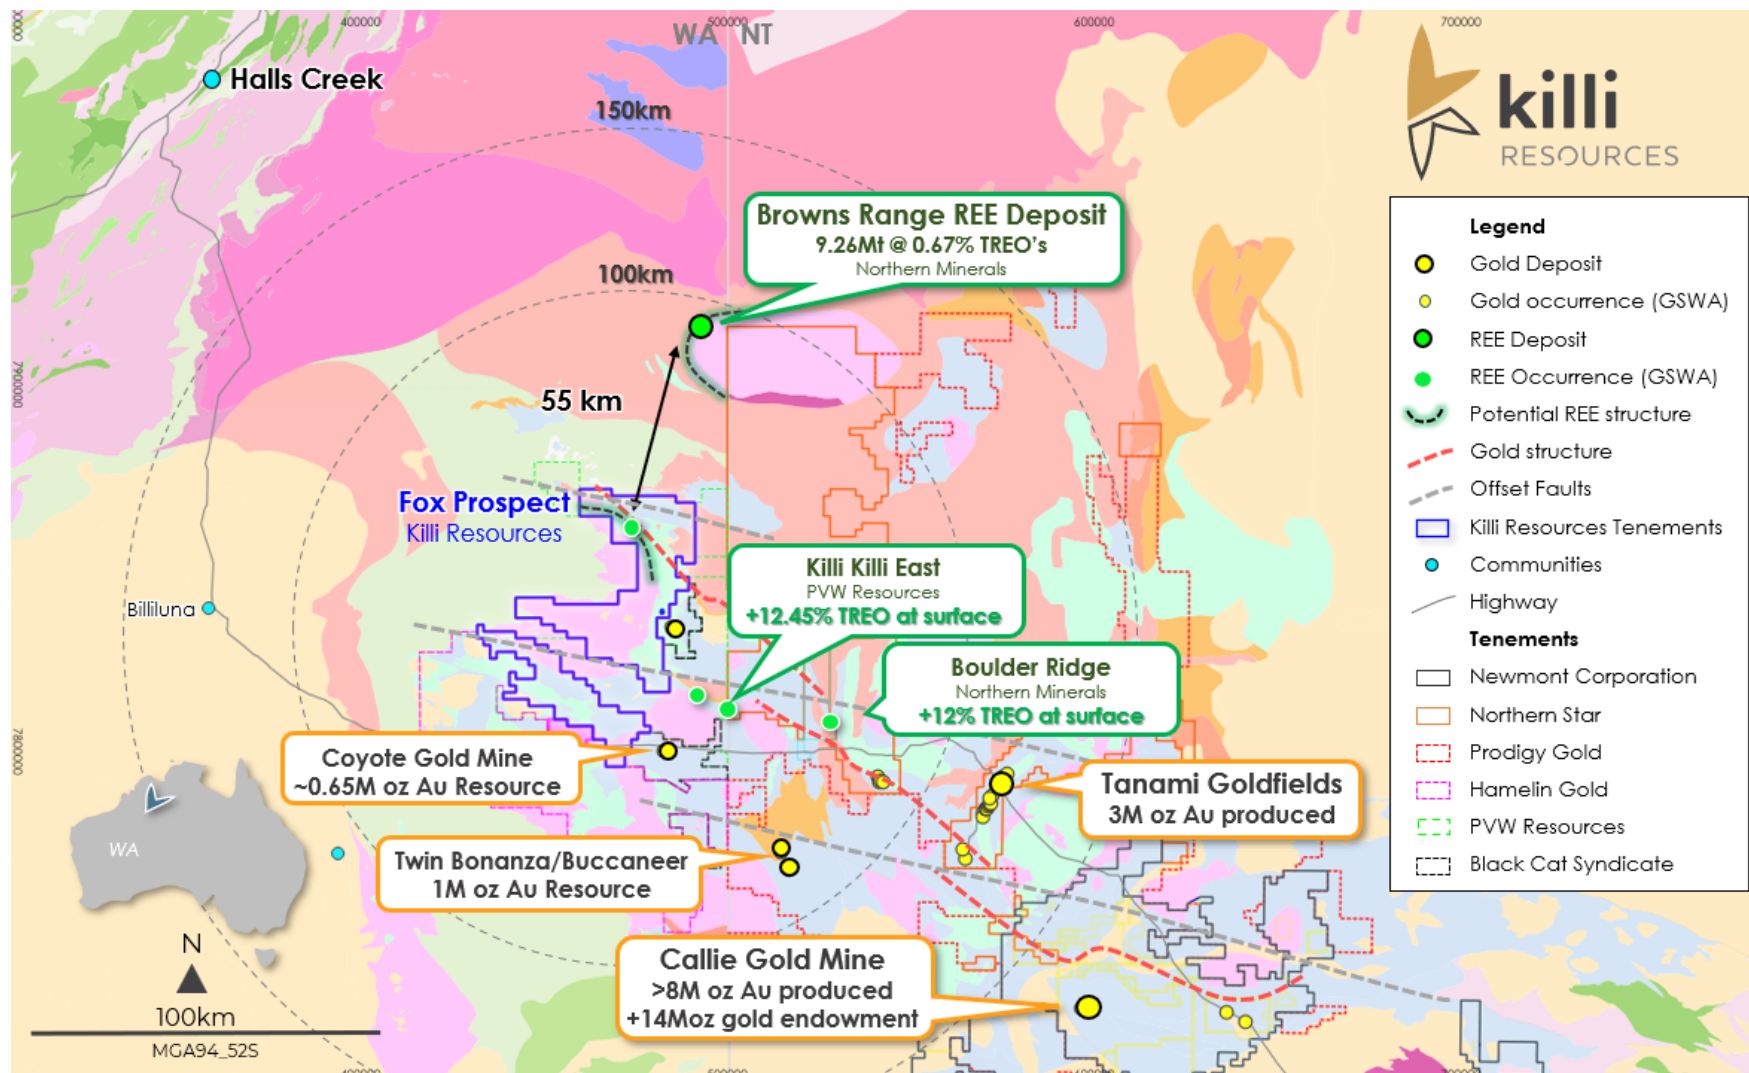 400000
500000
600000
700000
WA NT
Halls Creek
150km
killi
RESOURCES
Browns Range REE Deposit
9.26Mt @ 0.67% TREO's
Northern Minerals
100km
7900000
55 km
Fox Prospect
Killi Resources
Killi Killi East
PVW Resources
+12.45% TREO at surface
Billiluna
Boulder Ridge
Northern Minerals
+12% TREO at surface
7800000
Coyote Gold Mine
~0.65M oz Au Resource
Tanami Goldfields
3M oz Au produced
Twin Bonanza/Buccaneer
1M oz Au Resource
Callie Gold Mine
>8M oz Au produced
+14Moz gold endowment
WA
N
100km
MGA94_52S
Legend
Gold Deposit
Gold occurrence (GSWA)
REE Deposit
REE Occurrence (GSWA)
Potential REE structure
Gold structure
Offset Faults
Killi Resources Tenements
Communities
Highway
Tenements
Newmont Corporation
Northern Star
Prodigy Gold
Hamelin Gold
PVW Resources
Black Cat Syndicate